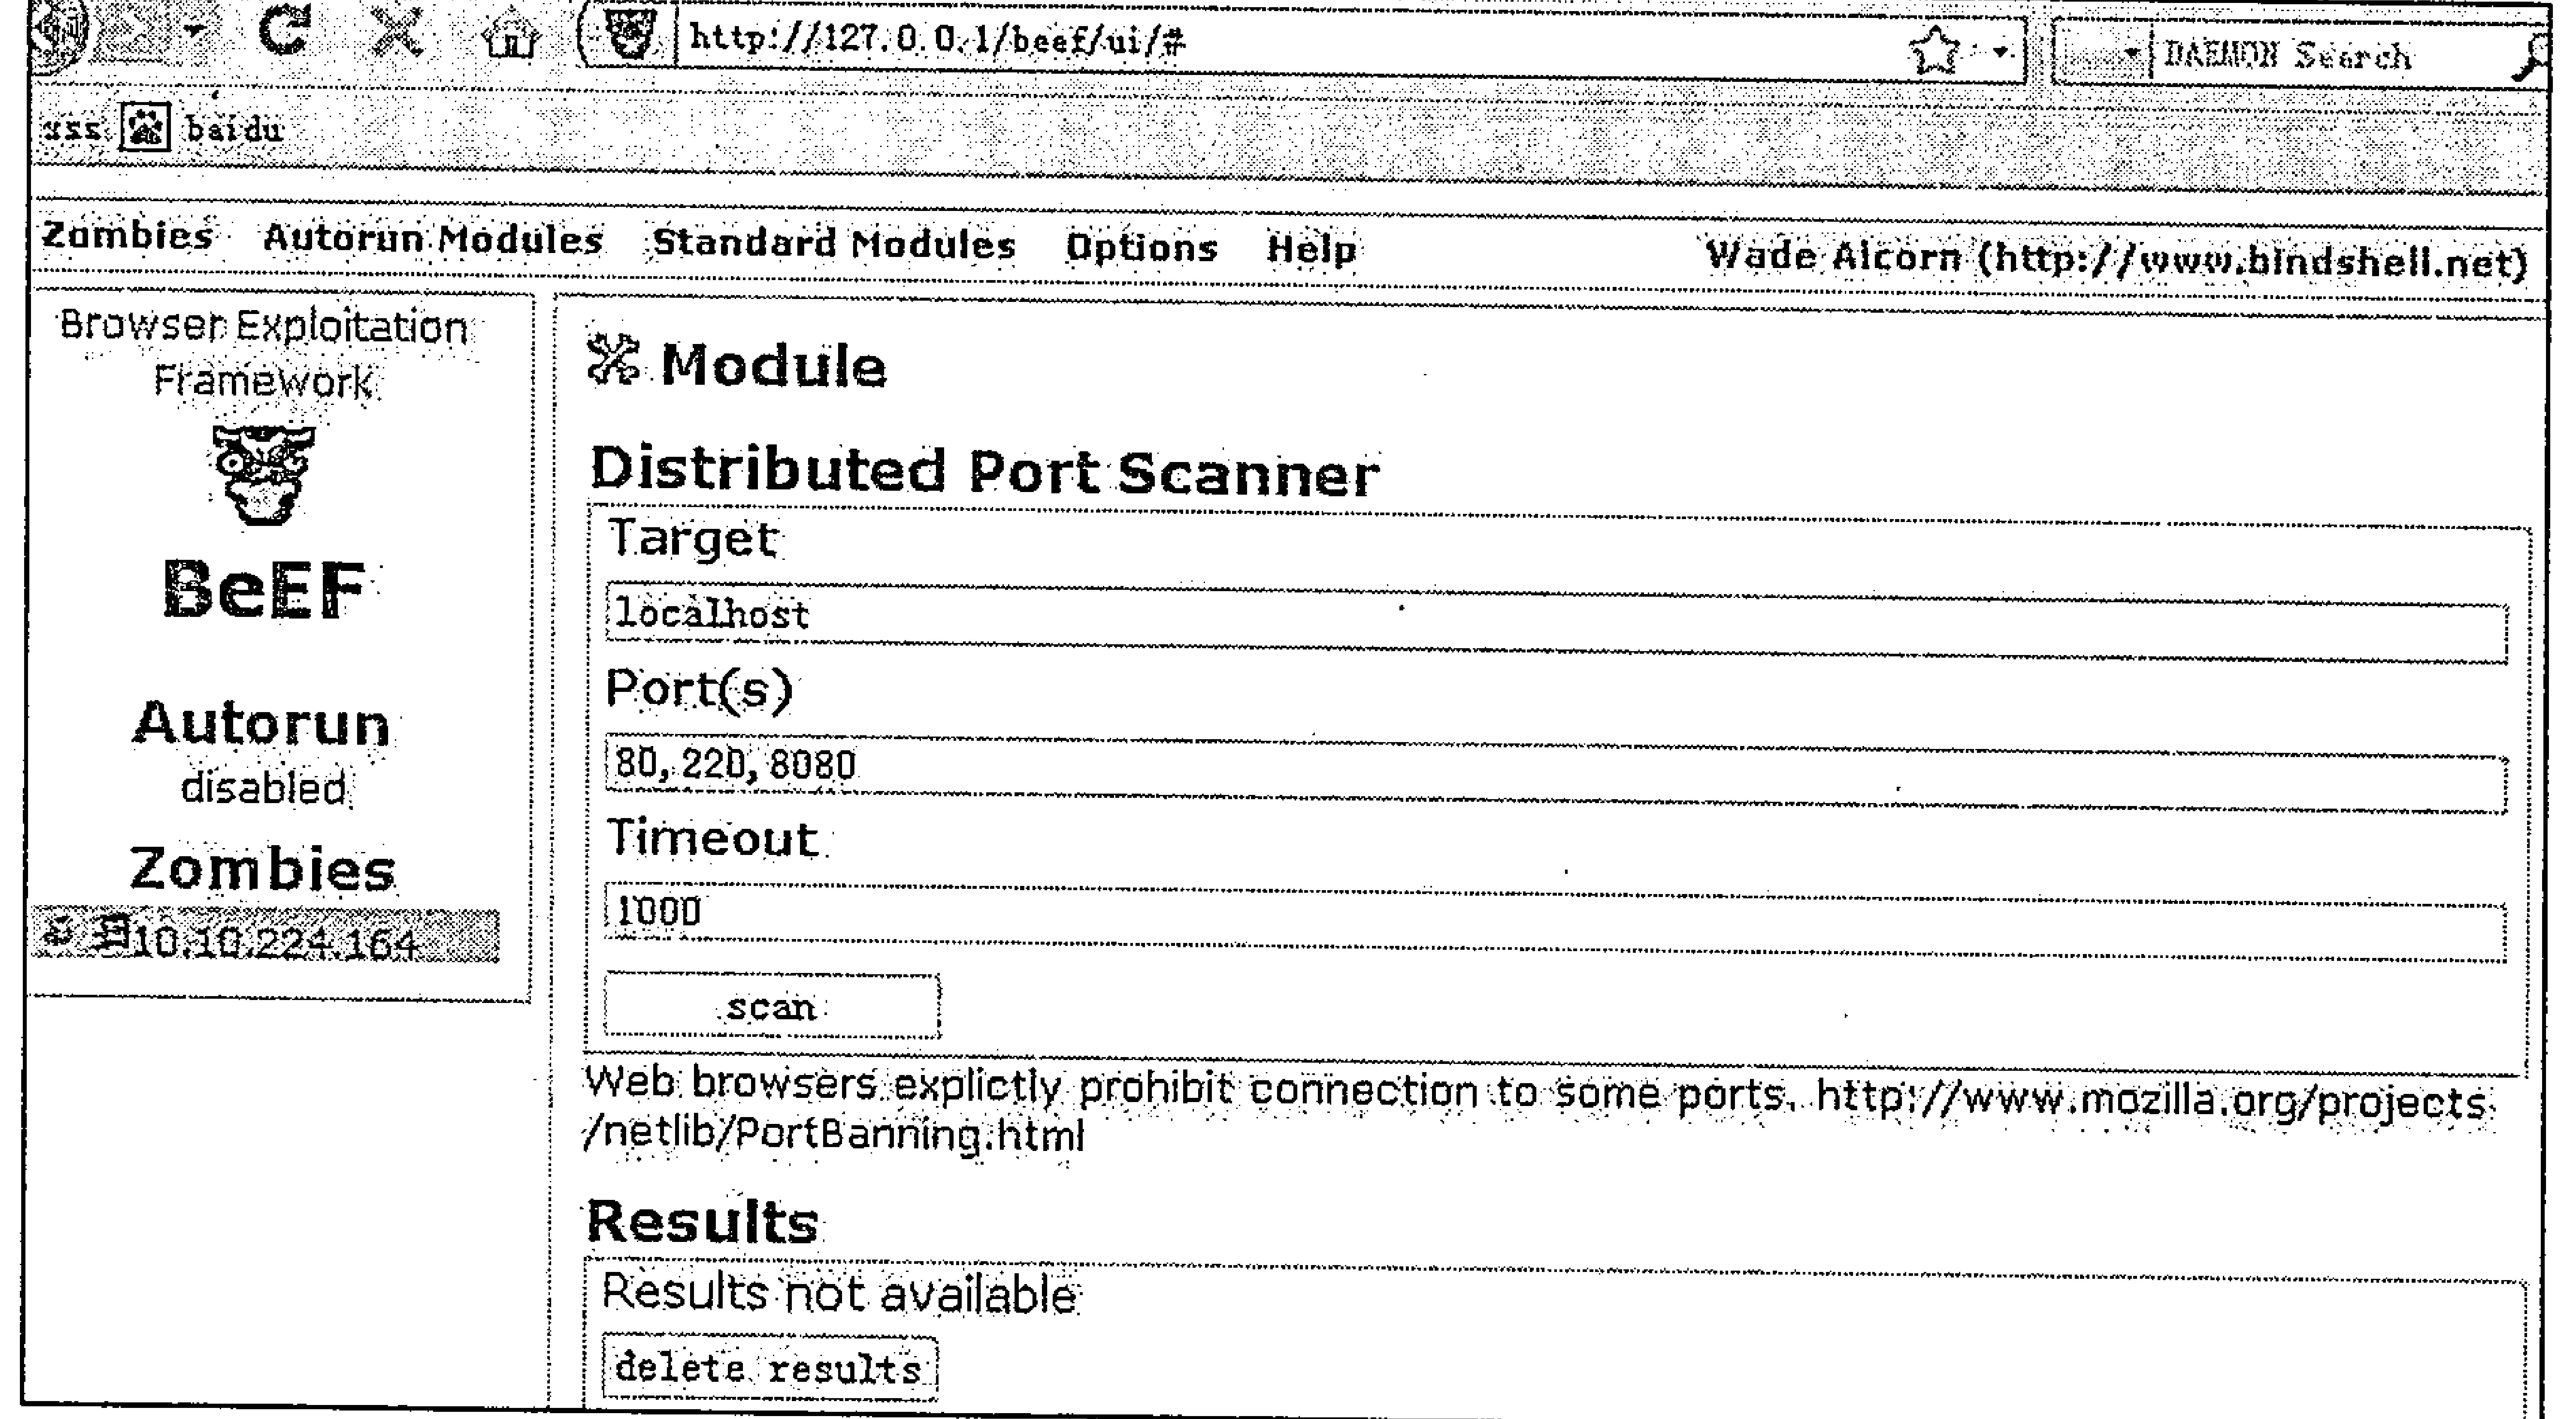 http://127.0.0.1/beef/ui/#
DAEMON Search
xss baidu
Zombies Autorun Modules Standard Modules Options Help Wade Alcorn (http://www.bindshell.net)
Browser Exploitation
Framework
BeEF
Autorun
disabled
Zombies
10.10.224.164
Module
Distributed Port Scanner
Target
localhost
Port(s)
80, 220, 8080
Timeout
1000
scan
Web browsers explictly prohibit connection to some ports. http://www.mozilla.org/projects
/netlib/PortBanning.html
Results
Results not available
delete results